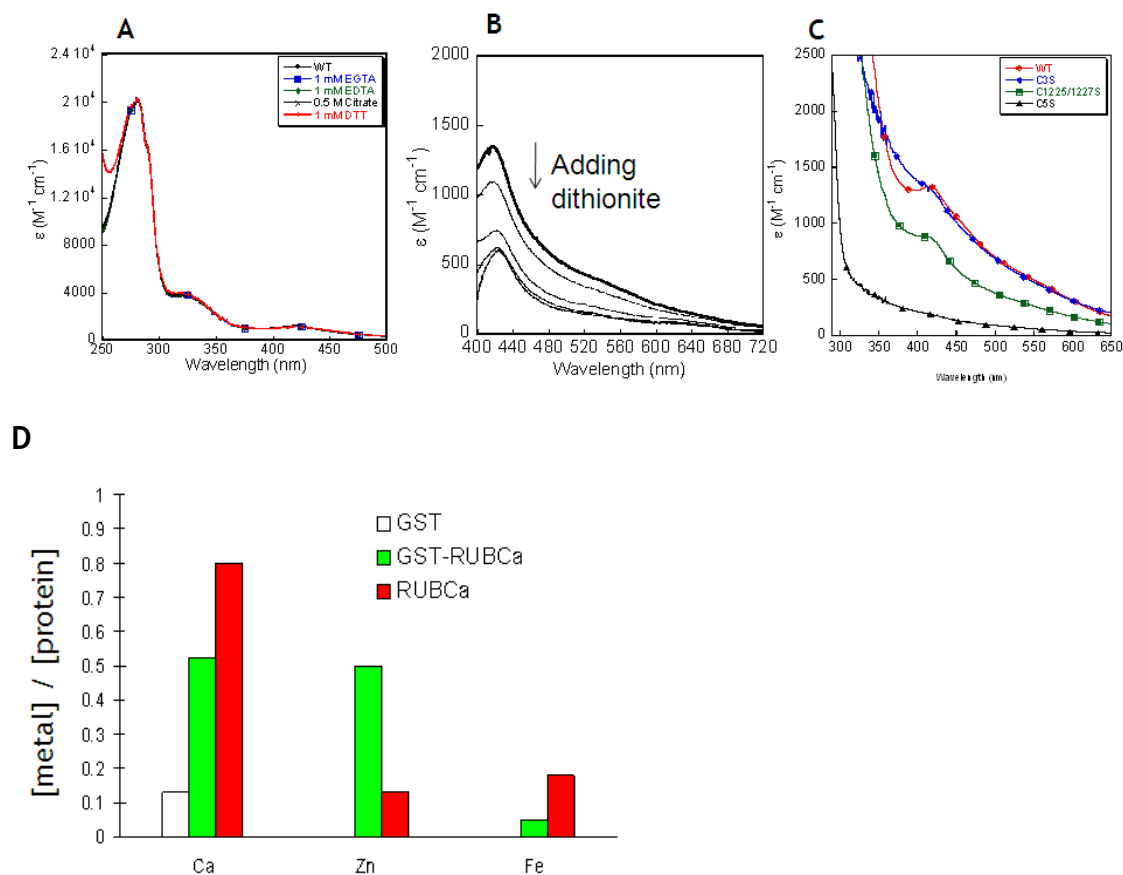 A
2.4 10⁴
2 10⁴
1.6 10⁴
1.2 10⁴
8000
4000
0
ε (M⁻¹ cm⁻¹)
WT
1 mM EGTA
1 mM EDTA
0.5 M Citrate
1 mM DTT
250 300 350 400 450 500
Wavelength (nm)
B
2000
1500
1000
500
0
ε (M⁻¹ cm⁻¹)
Adding
dithionite
400 440 480 520 560 600 640 680 720
Wavelength (nm)
C
2500
2000
1500
1000
500
0
ε (M⁻¹ cm⁻¹)
WT
C3S
C1225/1227S
C5S
300 350 400 450 500 550 600 650
Wavelength (nm)
D
1
0.9
0.8
0.7
0.6
0.5
0.4
0.3
0.2
0.1
0
[metal] / [protein]
GST
GST-RUBCa
RUBCa
Ca Zn Fe